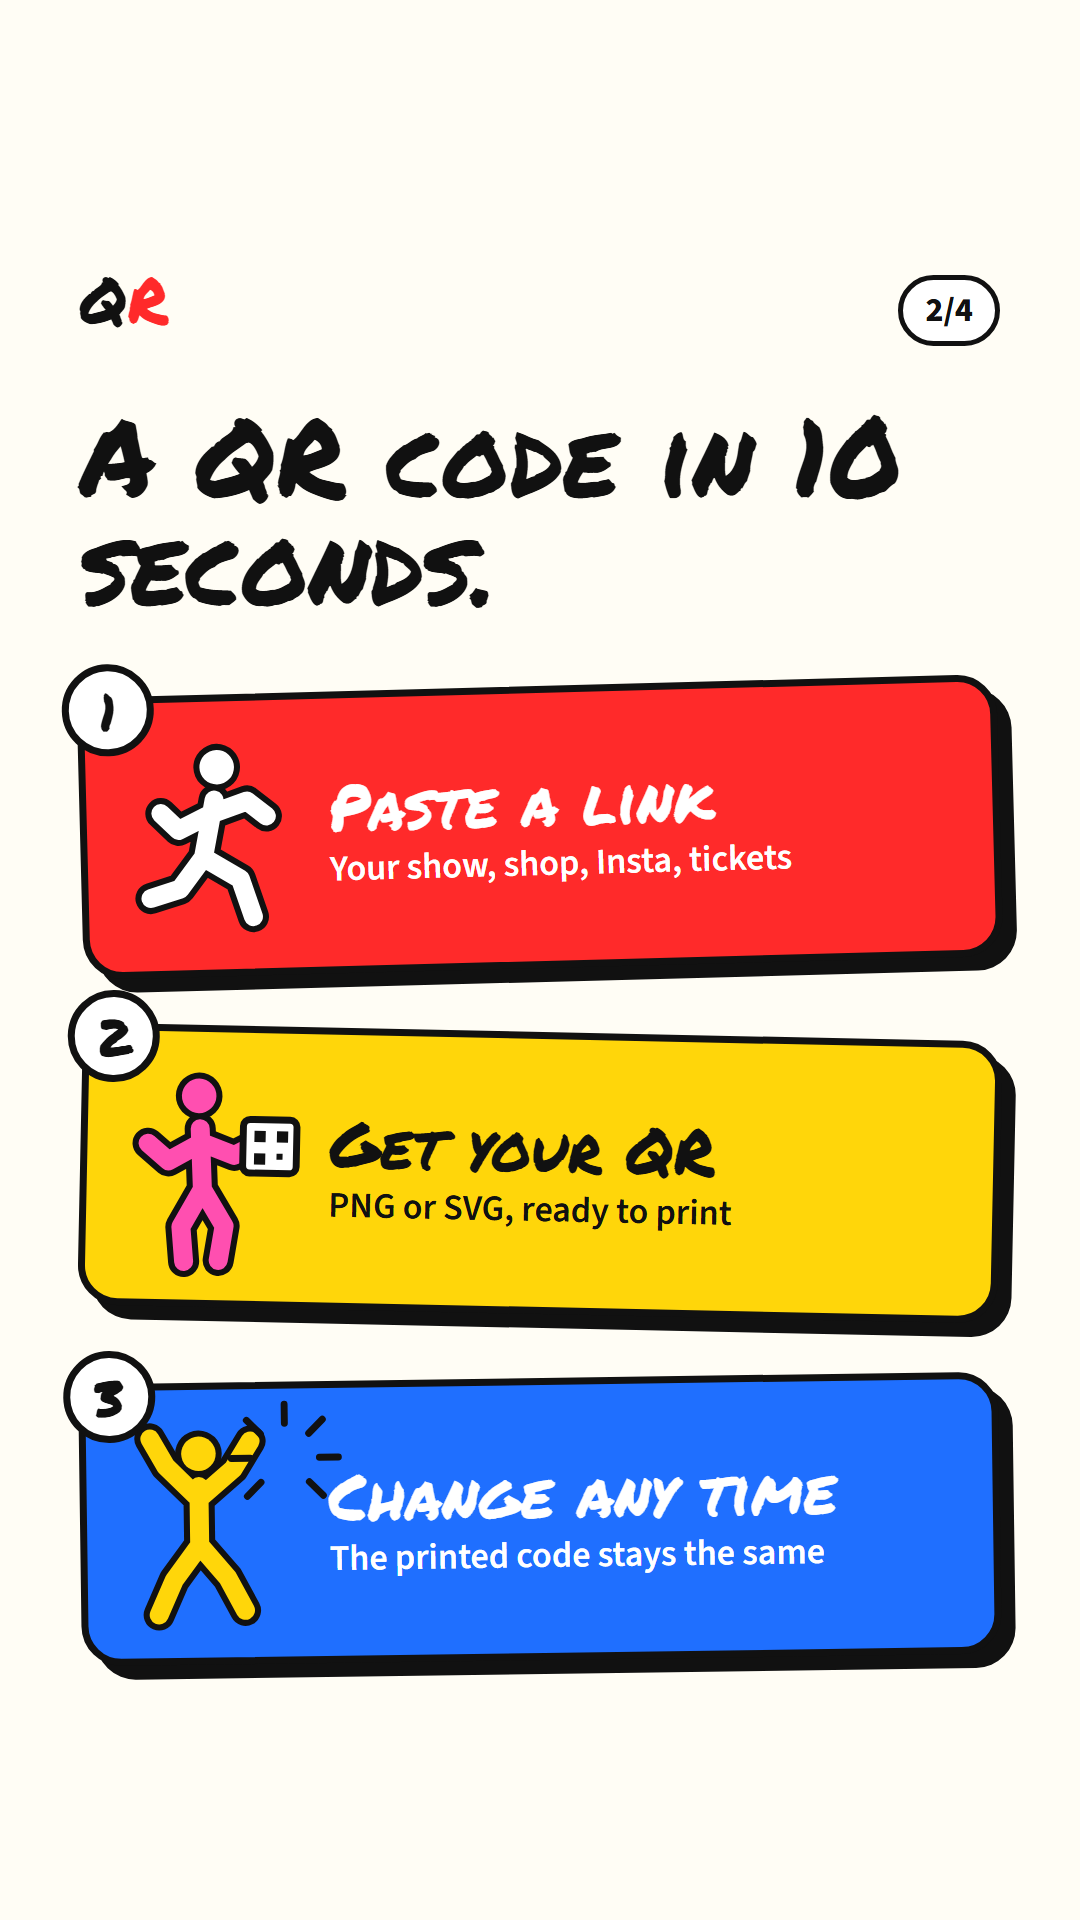 QR
2/4
A QR code in 10
seconds.
1
Paste a link
Your show, shop, Insta, tickets
2
Get your QR
PNG or SVG, ready to print
3
Change any time
The printed code stays the same